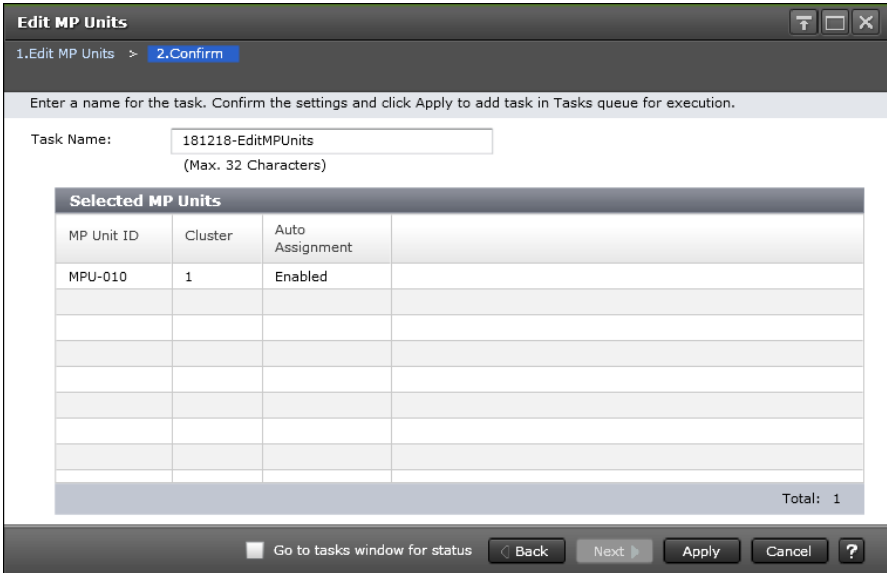 Edit MP Units
1.Edit MP Units > 2.Confirm
Enter a name for the task. Confirm the settings and click Apply to add task in Tasks queue for execution.
Task Name: 181218-EditMPUnits
(Max. 32 Characters)
Selected MP Units
MP Unit ID Cluster Auto Assignment
MPU-010 1 Enabled
Total: 1
Go to tasks window for status Back Next Apply Cancel ?